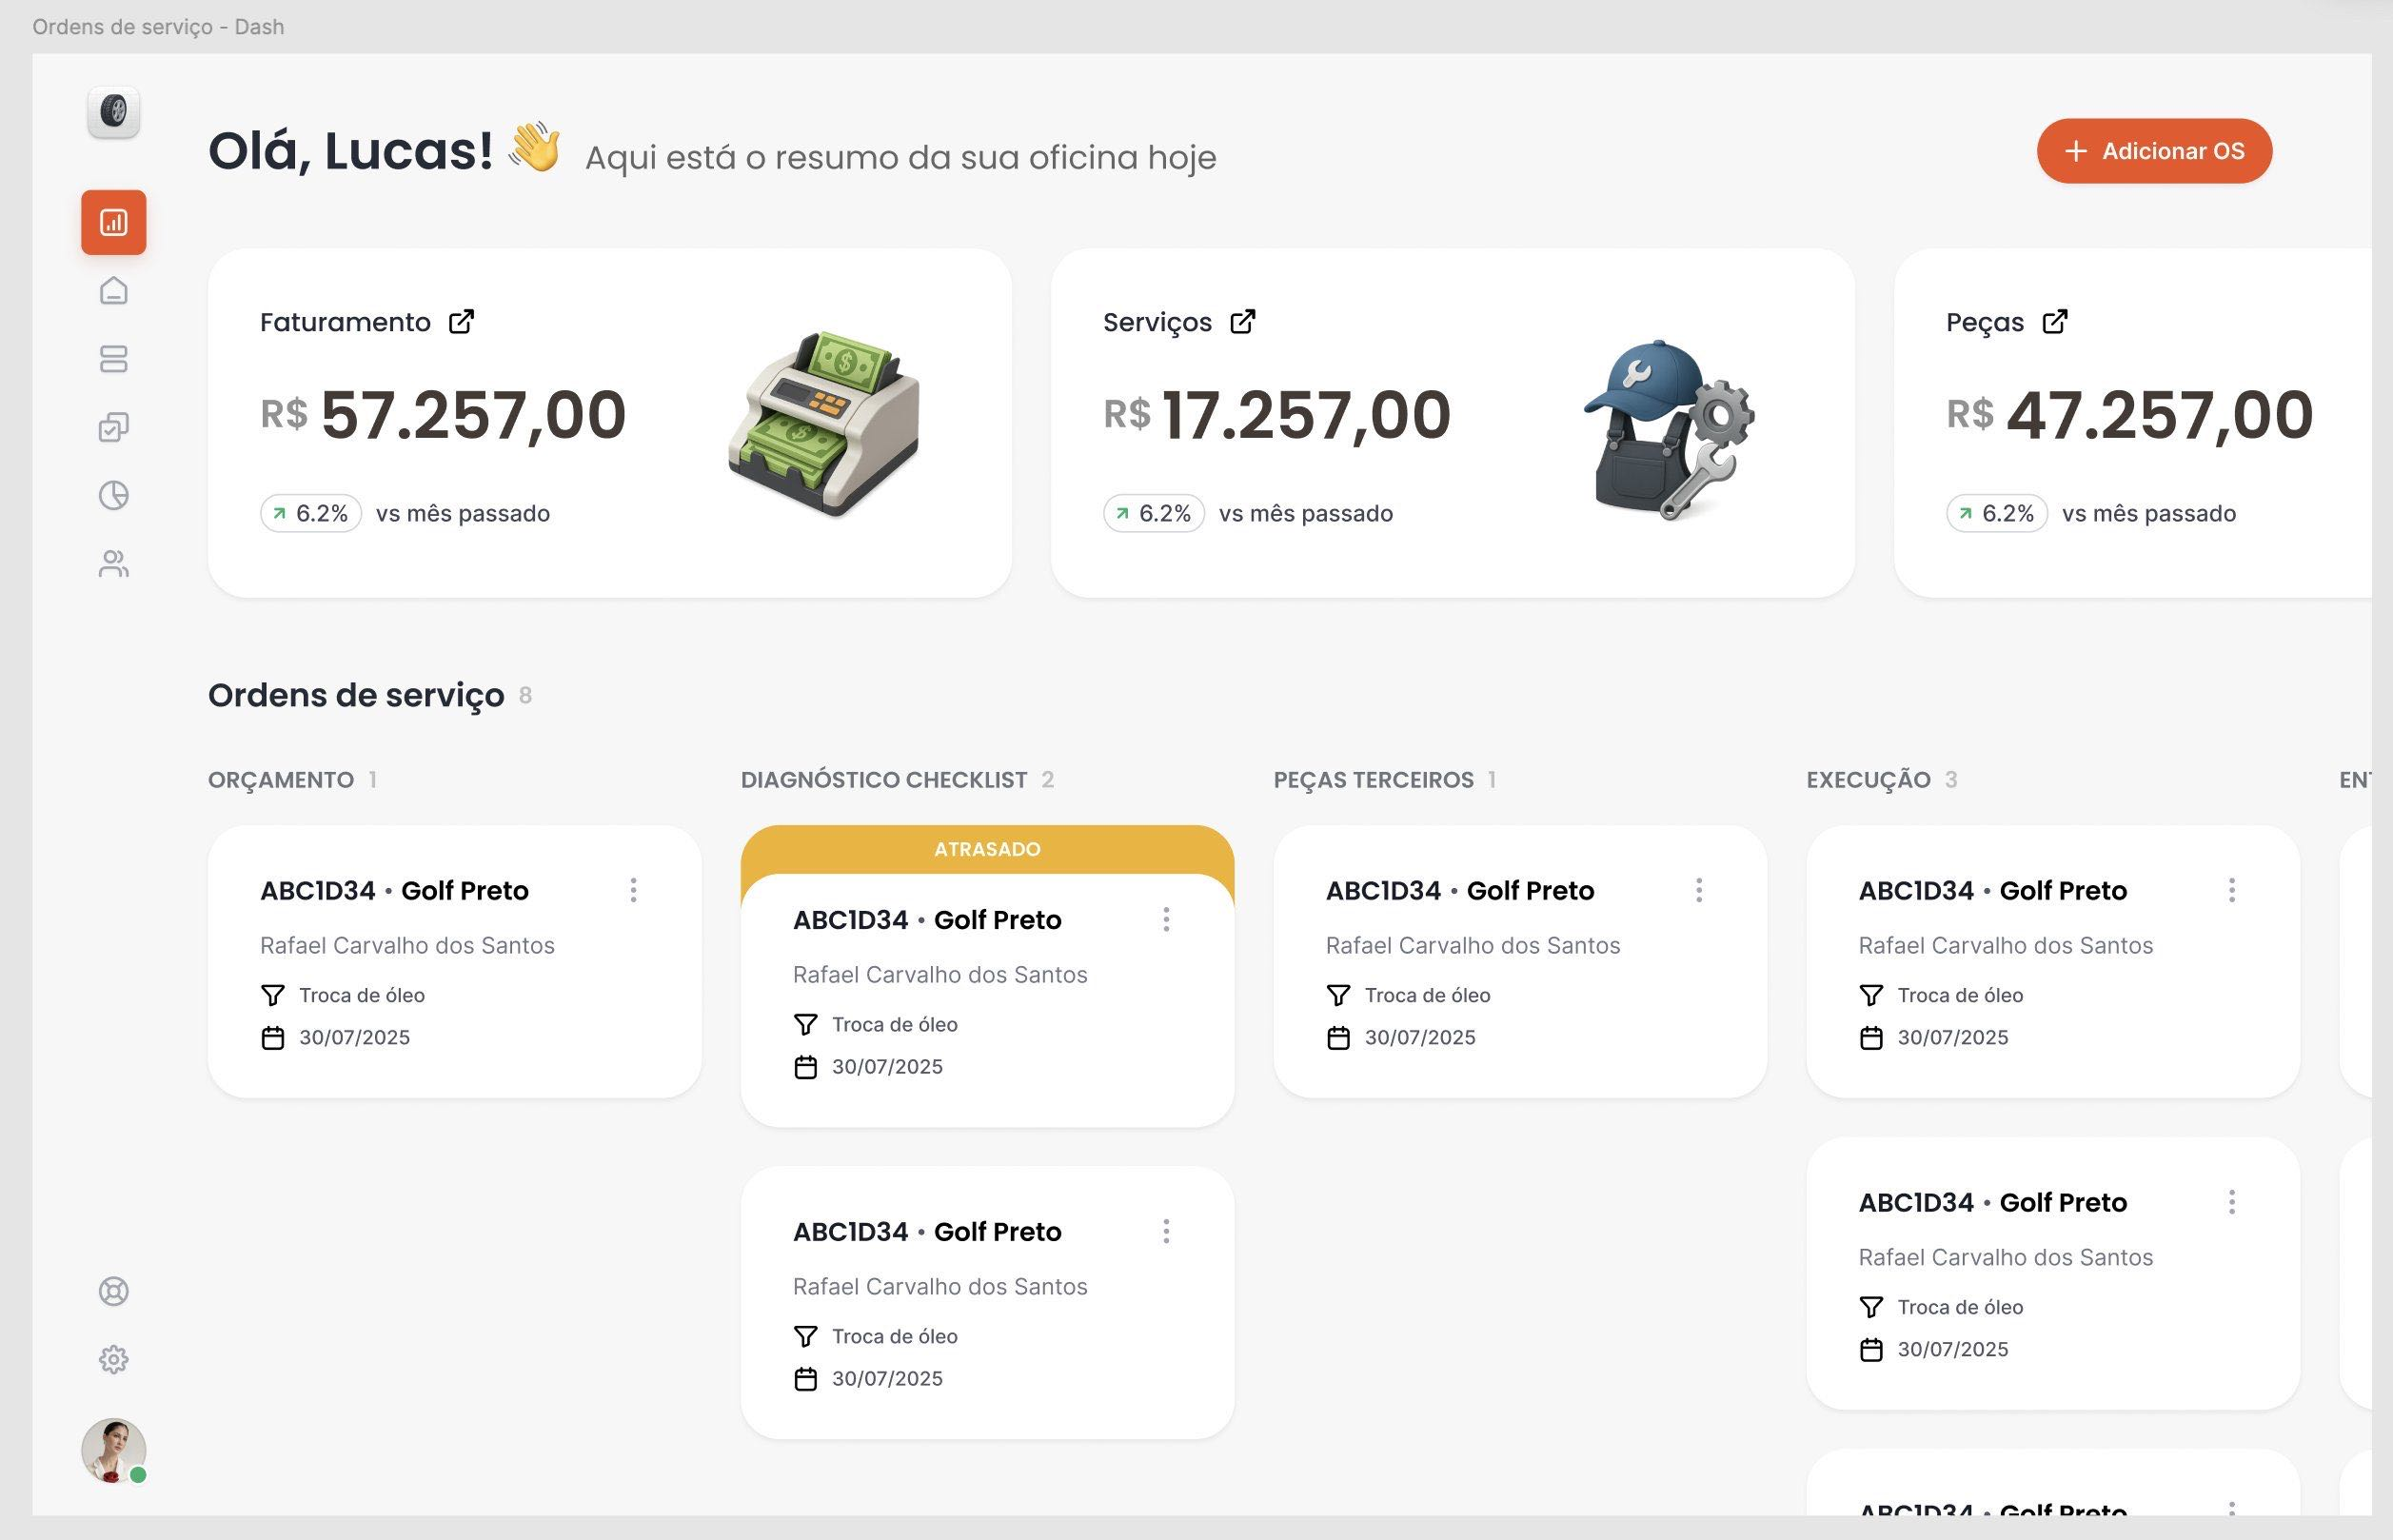 Ordens de serviço - Dash
Olá, Lucas! 👋 Aqui está o resumo da sua oficina hoje
+ Adicionar OS
Faturamento
R$ 57.257,00
6.2% vs mês passado
Serviços
R$ 17.257,00
6.2% vs mês passado
Peças
R$ 47.257,00
6.2% vs mês passado
Ordens de serviço 8
ORÇAMENTO 1
ABC1D34 • Golf Preto
Rafael Carvalho dos Santos
Troca de óleo
30/07/2025
DIAGNÓSTICO CHECKLIST 2
ATRASADO
ABC1D34 • Golf Preto
Rafael Carvalho dos Santos
Troca de óleo
30/07/2025
ABC1D34 • Golf Preto
Rafael Carvalho dos Santos
Troca de óleo
30/07/2025
PEÇAS TERCEIROS 1
ABC1D34 • Golf Preto
Rafael Carvalho dos Santos
Troca de óleo
30/07/2025
EXECUÇÃO 3
ABC1D34 • Golf Preto
Rafael Carvalho dos Santos
Troca de óleo
30/07/2025
ABC1D34 • Golf Preto
Rafael Carvalho dos Santos
Troca de óleo
30/07/2025
ABC1D34 • Golf Preto